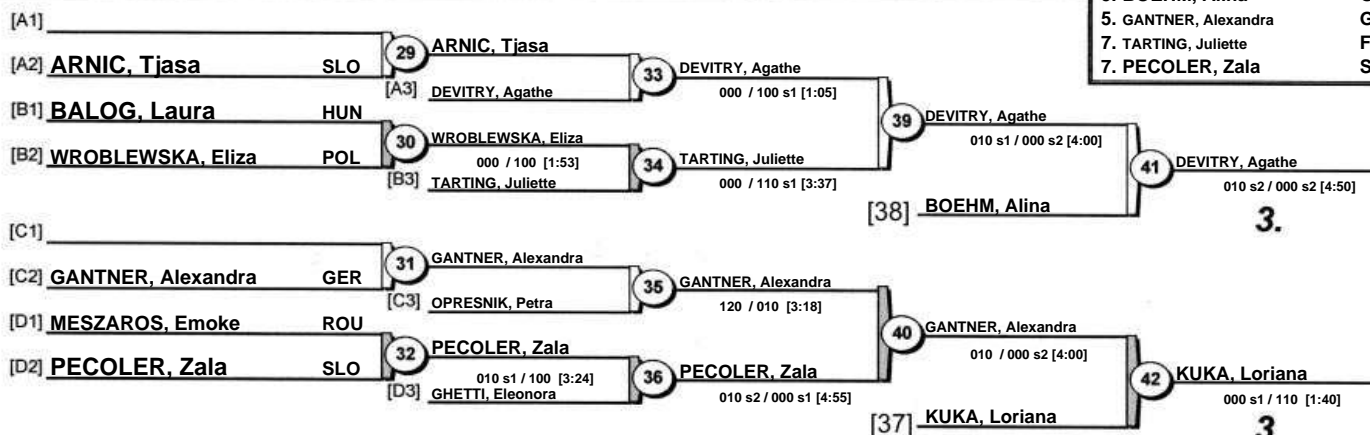 5. GANTNER, Alexandra G
7. TARTING, Juliette F
7. PECOLER, Zala S
[A1]
[A2] ARNIC, Tjasa SLO
29
ARNIC, Tjasa
[A3] DEVITRY, Agathe
33
DEVITRY, Agathe
000 / 100 s1 [1:05]
[B1] BALOG, Laura HUN
[B2] WROBLEWSKA, Eliza POL
30
WROBLEWSKA, Eliza
000 / 100 [1:53]
[B3] TARTING, Juliette
34
TARTING, Juliette
000 / 110 s1 [3:37]
39
DEVITRY, Agathe
010 s1 / 000 s2 [4:00]
[38] BOEHM, Alina
41
DEVITRY, Agathe
010 s2 / 000 s2 [4:50]
3.
[C1]
[C2] GANTNER, Alexandra GER
31
GANTNER, Alexandra
[C3] OPRESNIK, Petra
35
GANTNER, Alexandra
120 / 010 [3:18]
[D1] MESZAROS, Emoke ROU
[D2] PECOLER, Zala SLO
32
PECOLER, Zala
010 s1 / 100 [3:24]
[D3] GHETTI, Eleonora
36
PECOLER, Zala
010 s2 / 000 s1 [4:55]
40
GANTNER, Alexandra
010 / 000 s2 [4:00]
[37] KUKA, Loriana
42
KUKA, Loriana
000 s1 / 110 [1:40]
3